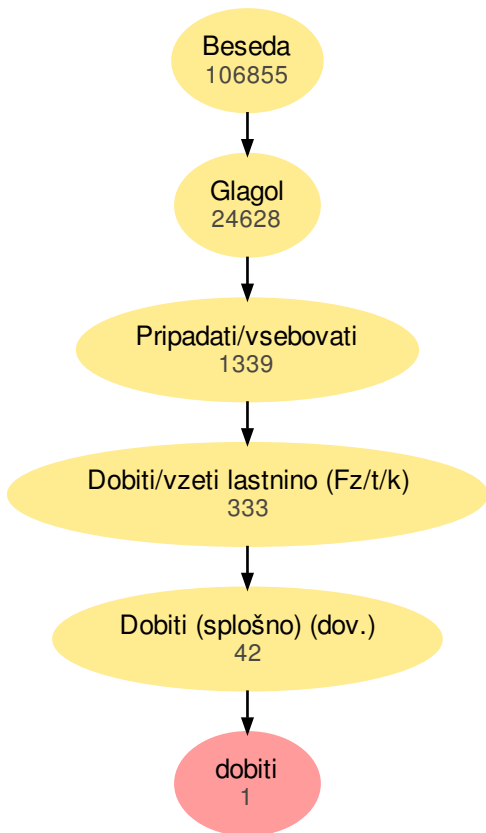 Beseda
106855
Glagol
24628
Pripadati/vsebovati
1339
Dobiti/vzeti lastnino (Fz/t/k)
333
Dobiti (splošno) (dov.)
42
dobiti
1